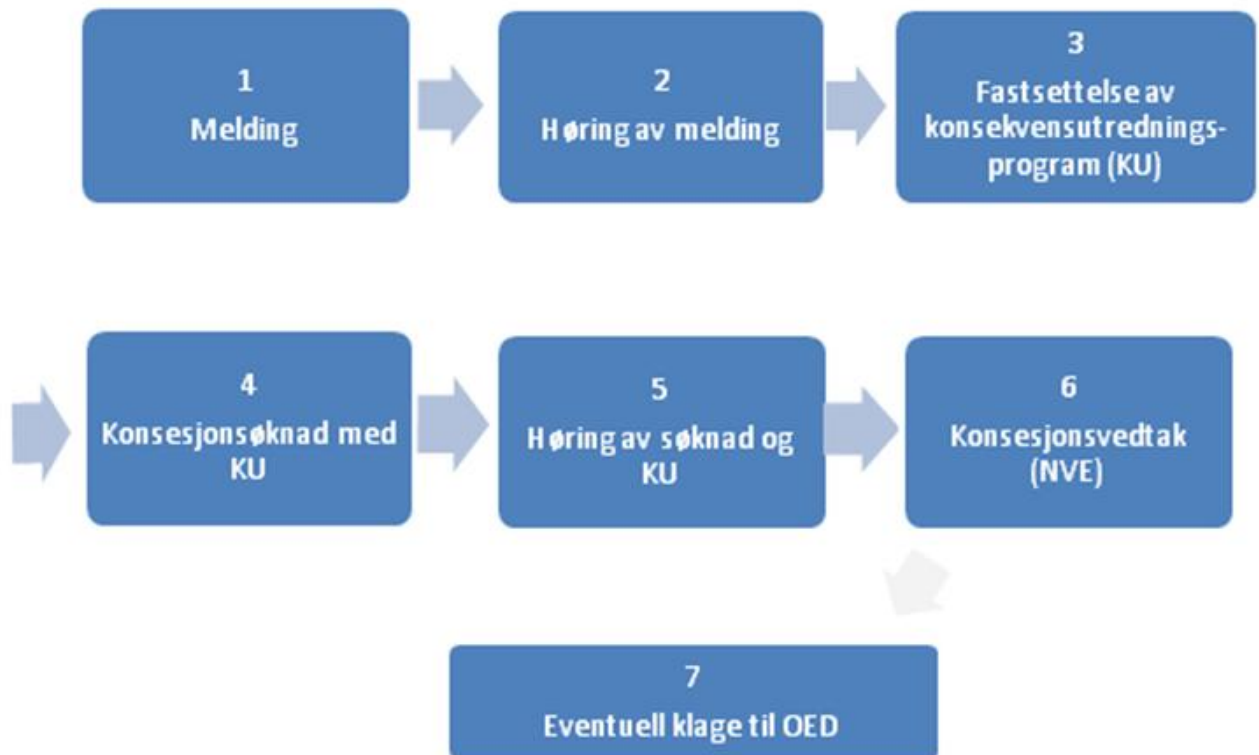 1
Melding
2
Høring av melding
3
Fastsettelse av
konsekvensutrednings-
program (KU)
4
Konsesjonsøknad med
KU
5
Høring av søknad og
KU
6
Konsesjonsvedtak
(NVE)
7
Eventuell klage til OED